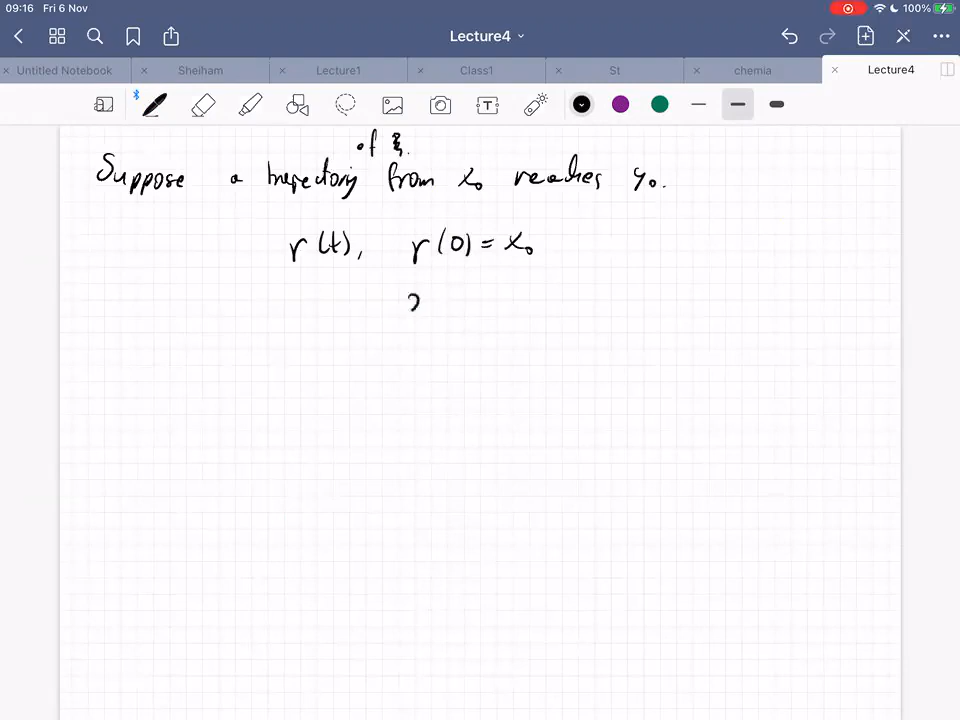 09:16 Fri 6 Nov 100%
Lecture4
Untitled Notebook Sheiham Lecture1 Class1 St chemia Lecture4
of ξ.
Suppose a trajectory from x₀ reaches y₀.
γ(t), γ(0) = x₀